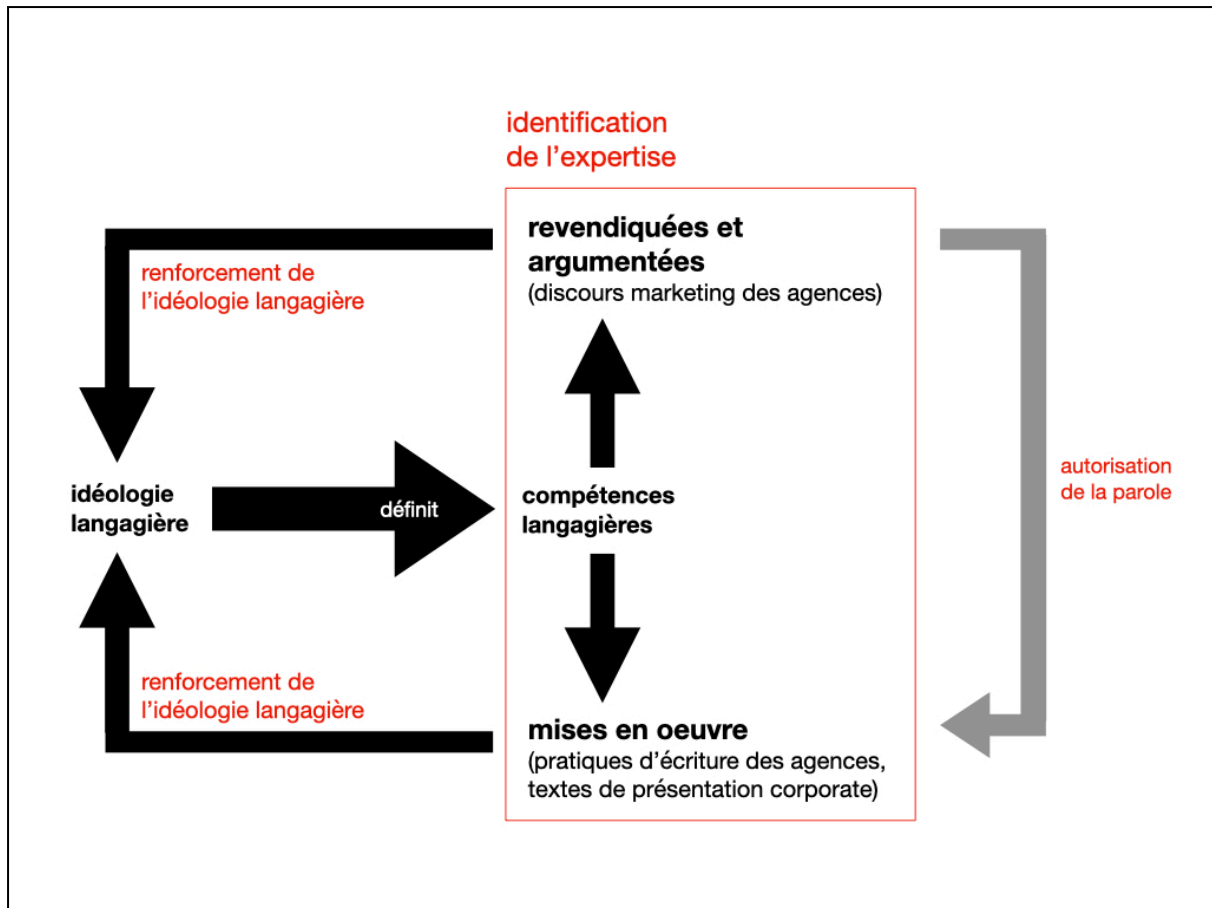 identification
de l'expertise
revendiquées et
argumentées
(discours marketing des agences)
renforcement de
l'idéologie langagière
idéologie
langagière
définit
compétences
langagières
autorisation
de la parole
renforcement de
l'idéologie langagière
mises en oeuvre
(pratiques d'écriture des agences,
textes de présentation corporate)